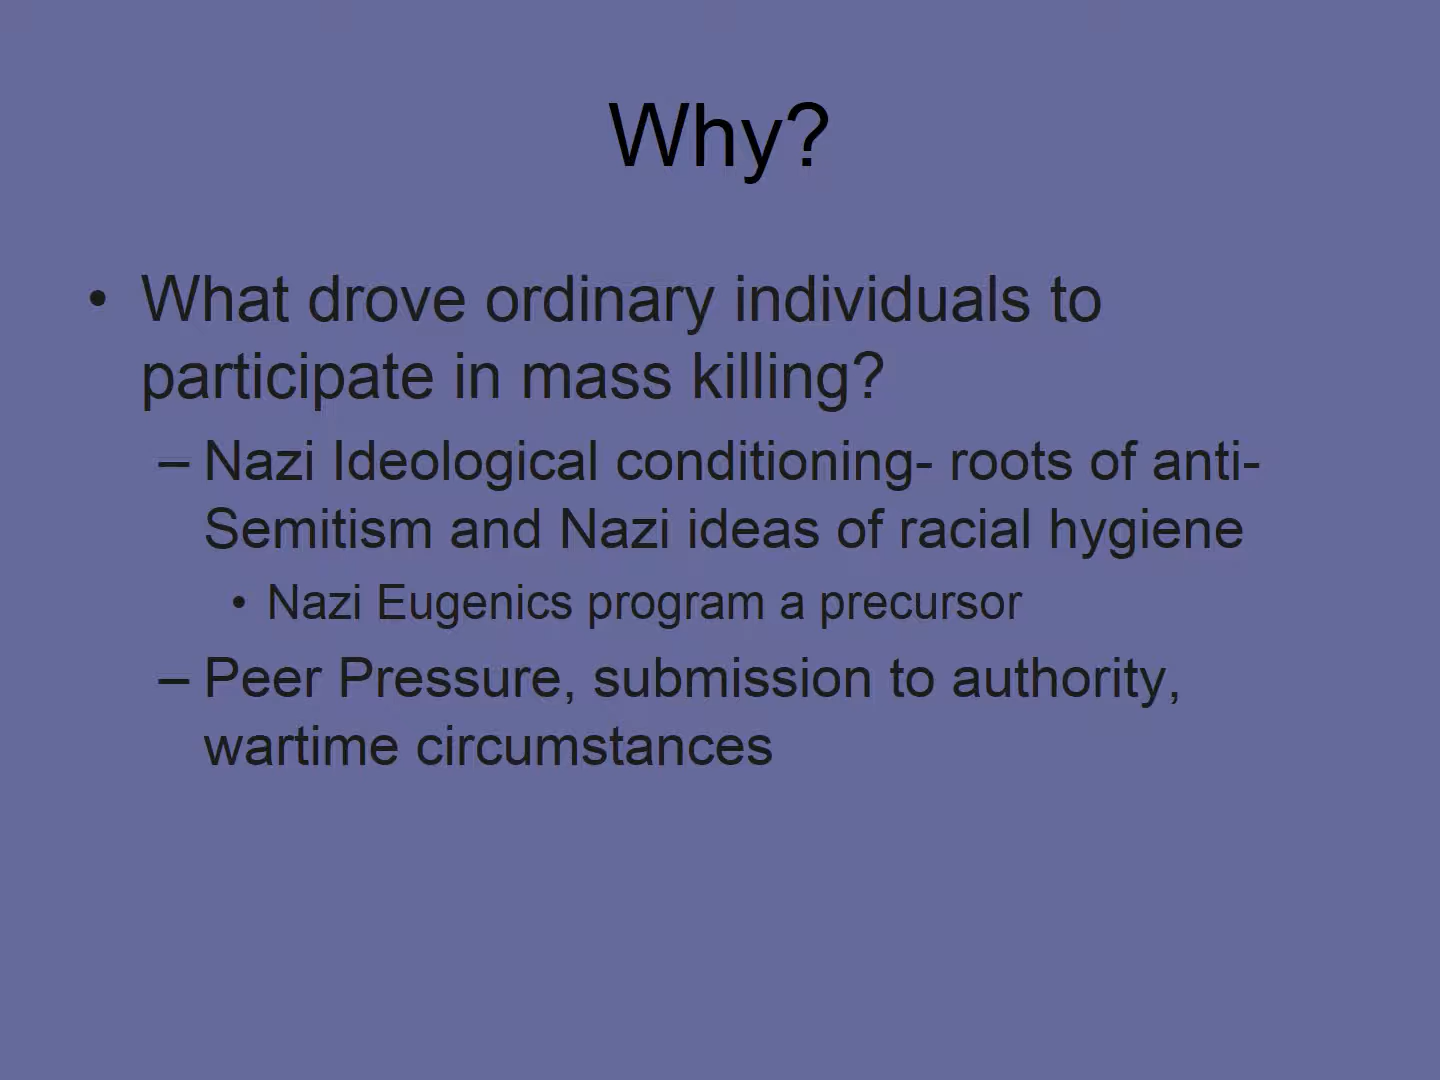 Why?
• What drove ordinary individuals to
participate in mass killing?
– Nazi Ideological conditioning- roots of anti-
Semitism and Nazi ideas of racial hygiene
• Nazi Eugenics program a precursor
– Peer Pressure, submission to authority,
wartime circumstances